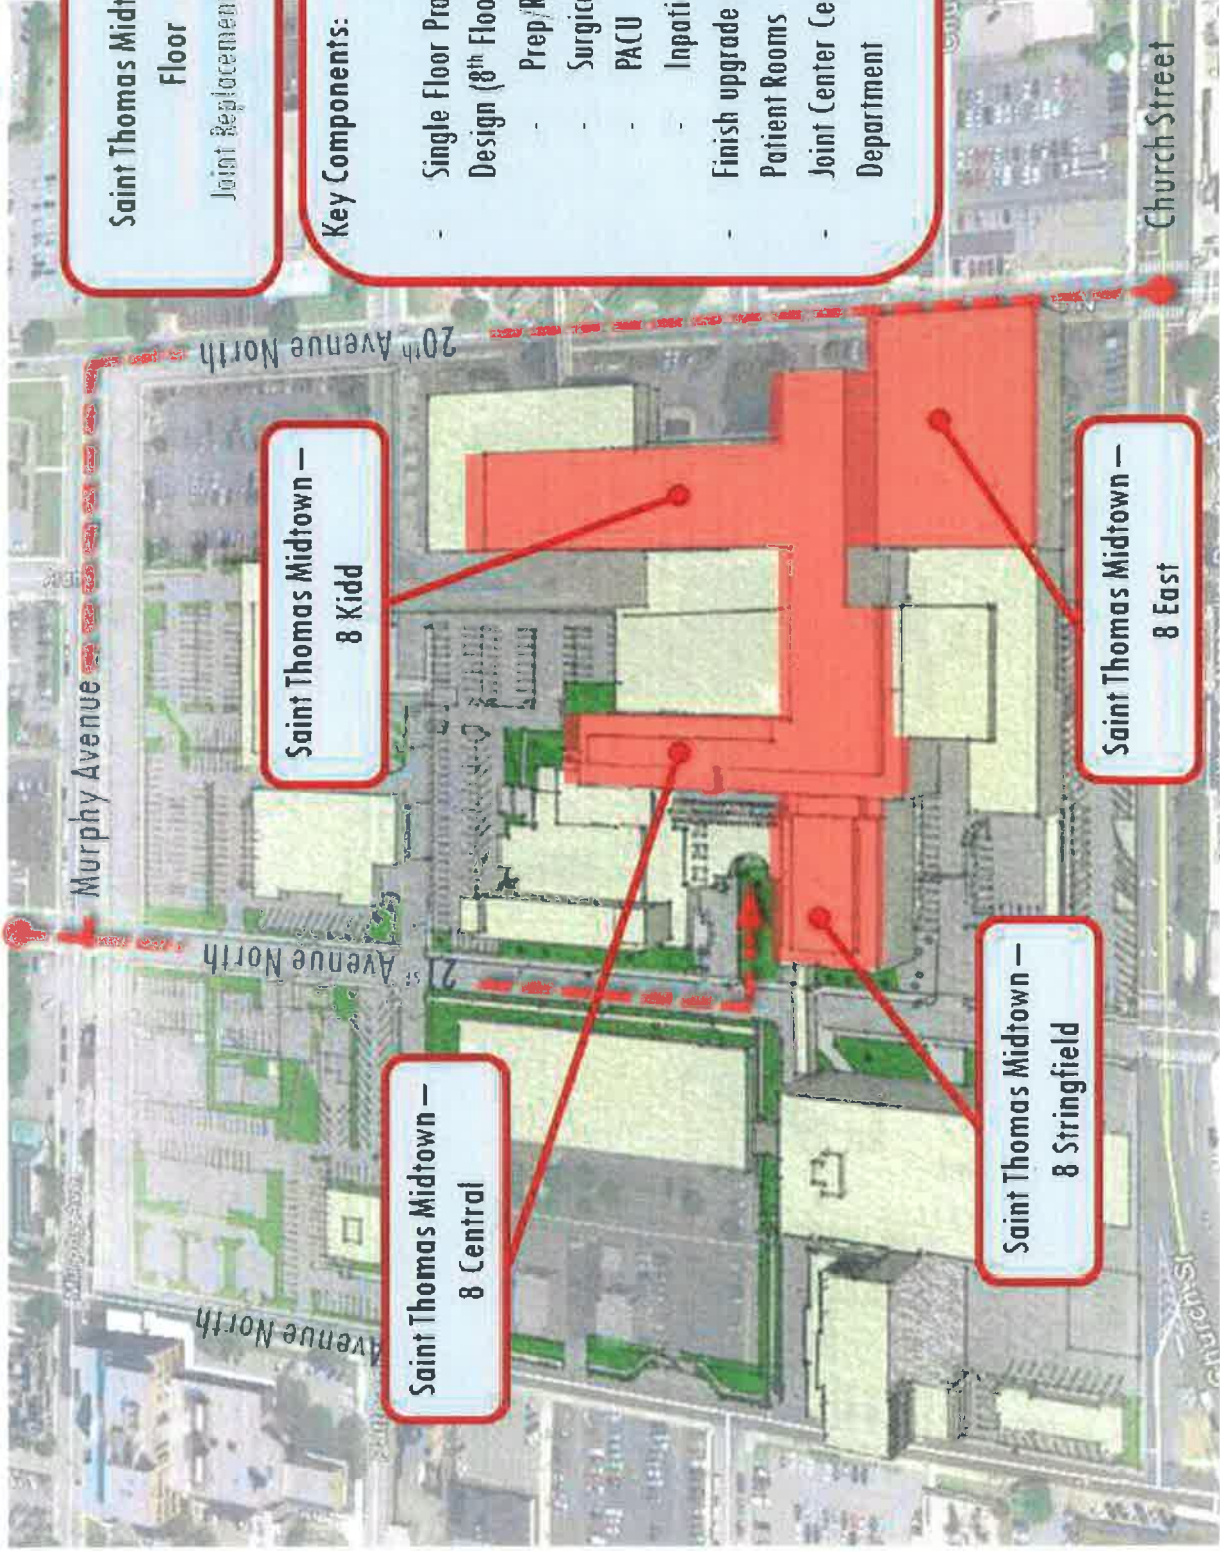 Saint Thomas Midt
Floor
Joint Replacemen
Key Components:
- Single Floor Pro
Design (8th Floo
- Prep/R
- Surgic
- PACU
- Inpati
- Finish upgrade
Patient Rooms
- Joint Center Ce
Department
Murphy Avenue
20th Avenue North
21st Avenue North
Avenue North
Church Street
Saint Thomas Midtown –
8 Kidd
Saint Thomas Midtown –
8 Central
Saint Thomas Midtown –
8 East
Saint Thomas Midtown –
8 Stringfield
Church St